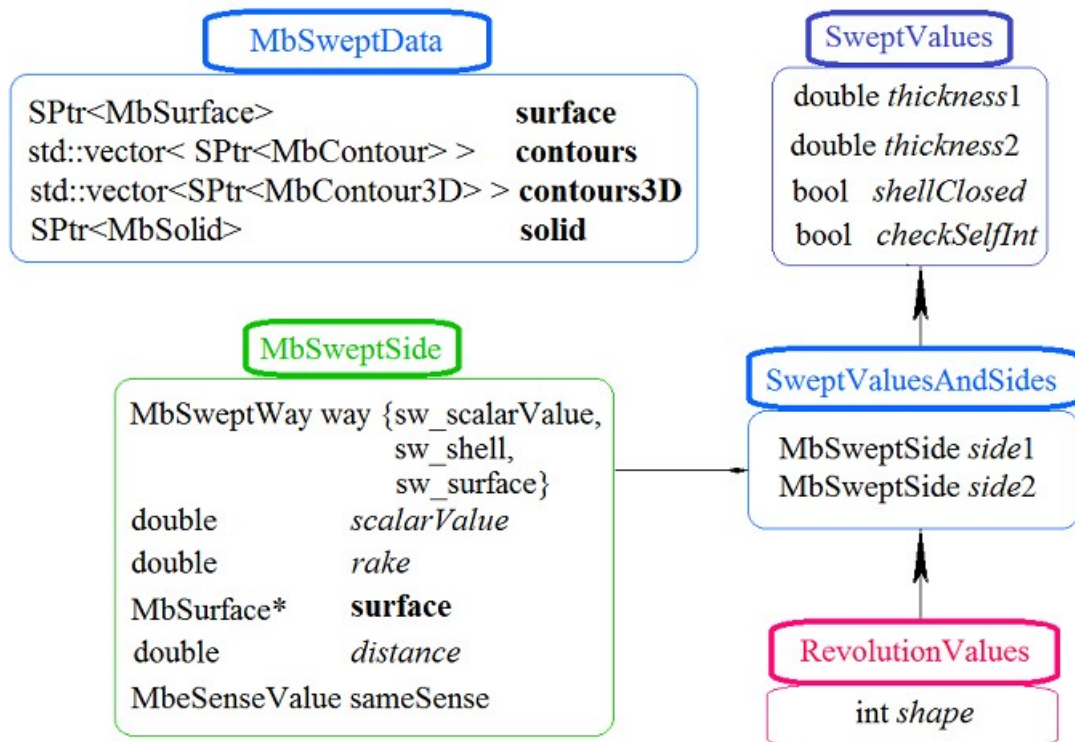 MbSweptData
SPtr<MbSurface> surface
std::vector< SPtr<MbContour> > contours
std::vector<SPtr<MbContour3D> > contours3D
SPtr<MbSolid> solid
SweptValues
double thickness1
double thickness2
bool shellClosed
bool checkSelfInt
MbSweptSide
MbSweptWay way {sw_scalarValue,
sw_shell,
sw_surface}
double scalarValue
double rake
MbSurface* surface
double distance
MbeSenseValue sameSense
SweptValuesAndSides
MbSweptSide side1
MbSweptSide side2
RevolutionValues
int shape